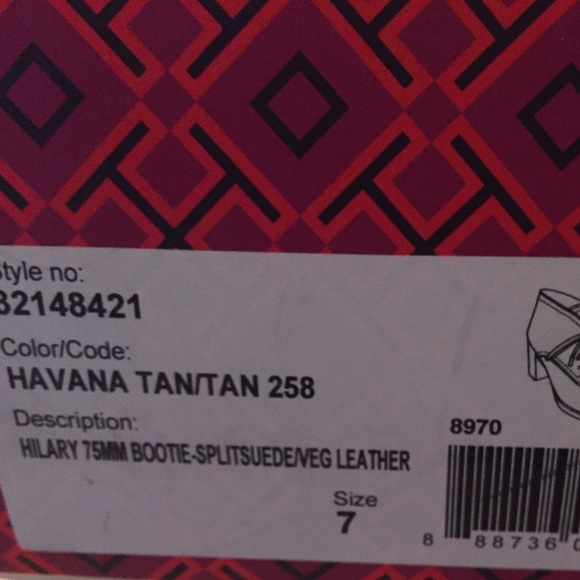 tyle no:
32148421
Color/Code:
HAVANA TAN/TAN 258
Description:
HILARY 75MM BOOTIE-SPLITSUEDE/VEG LEATHER
Size
7
8970
8 88736